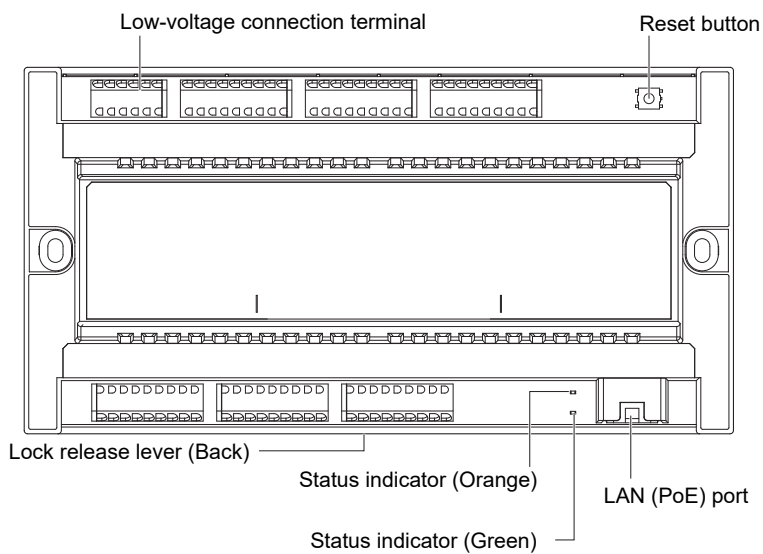 Low-voltage connection terminal
Reset button
Lock release lever (Back)
Status indicator (Orange)
LAN (PoE) port
Status indicator (Green)